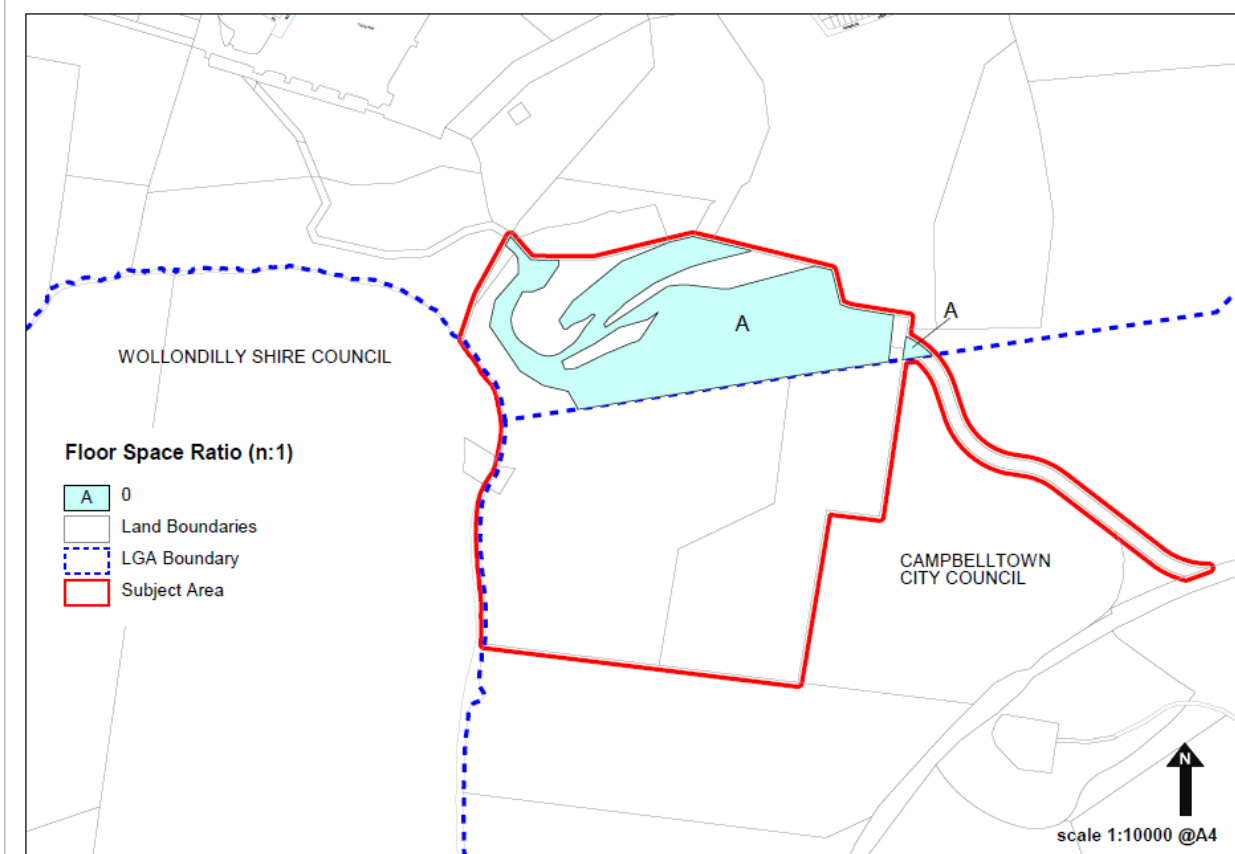 A
A
WOLLONDILLY SHIRE COUNCIL
Floor Space Ratio (n:1)
A 0
Land Boundaries
LGA Boundary
Subject Area
CAMPBELLTOWN
CITY COUNCIL
N
scale 1:10000 @A4